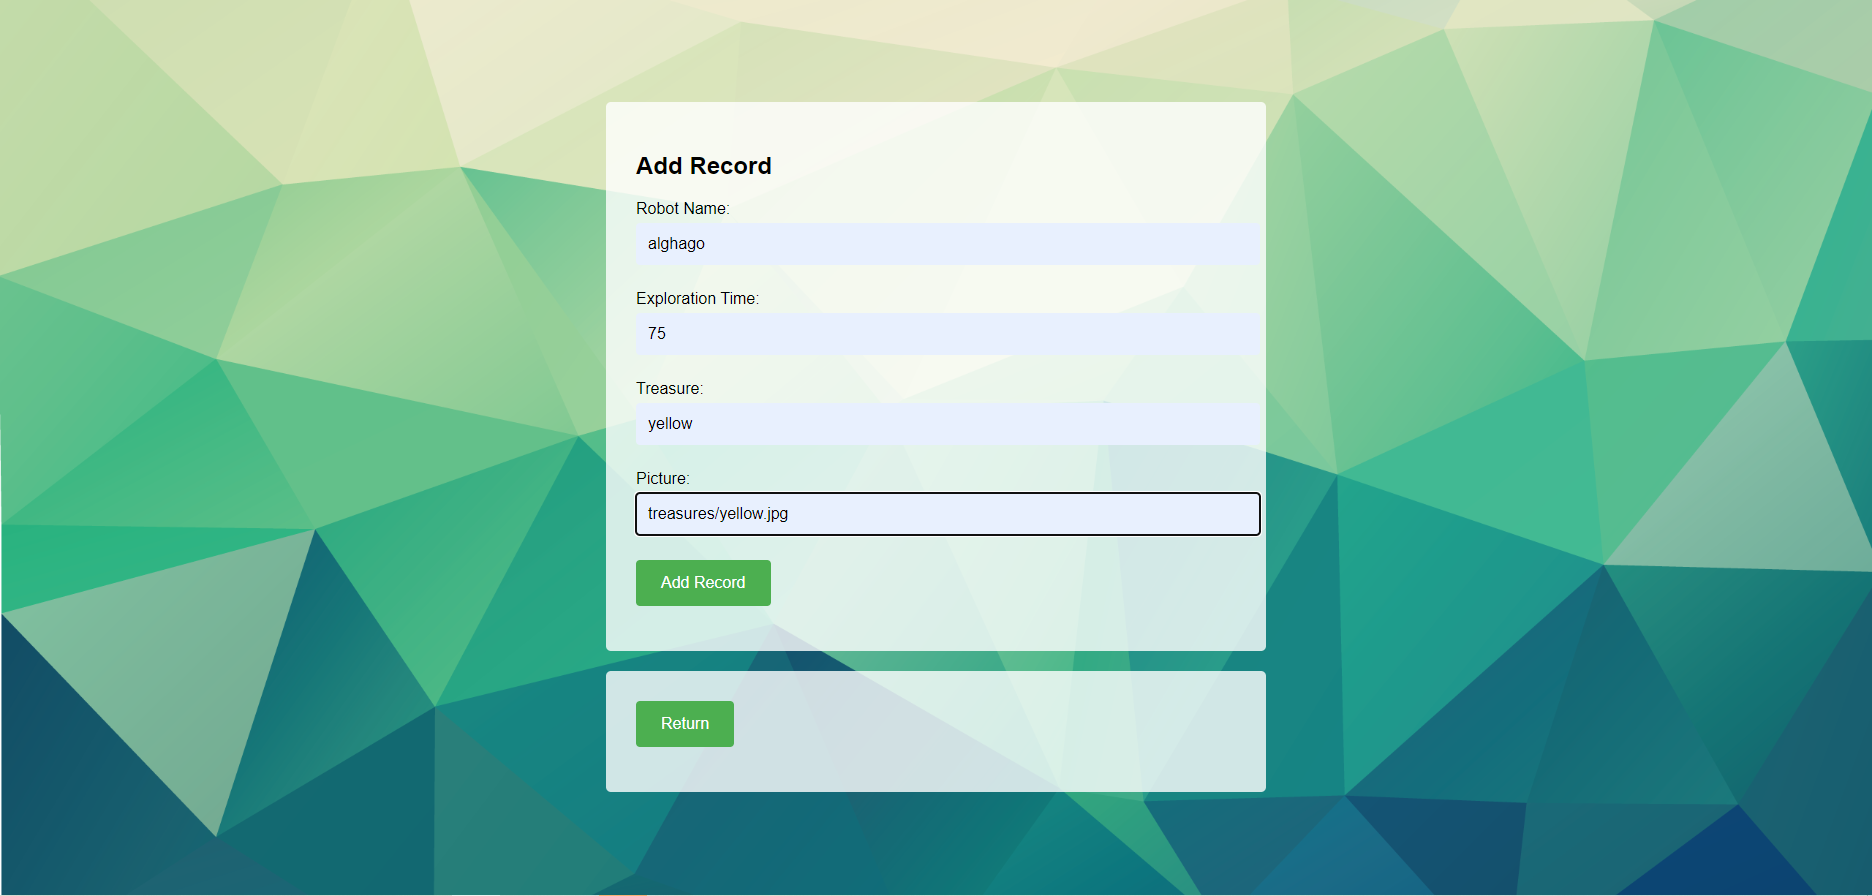 Add Record
Robot Name:
alghago
Exploration Time:
75
Treasure:
yellow
Picture:
treasures/yellow.jpg
Add Record
Return